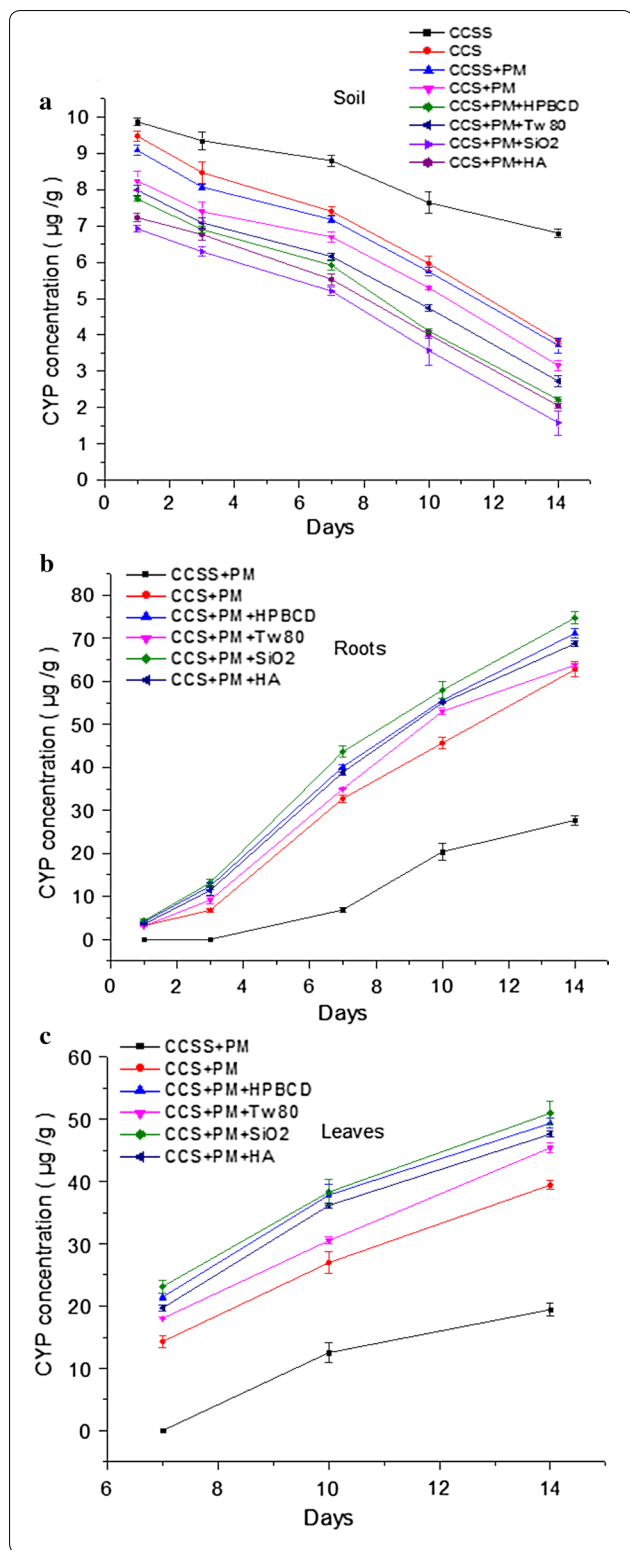 a
CCSS
CCS
CCSS+PM
CCS+PM
CCS+PM+HPBCD
CCS+PM+Tw 80
CCS+PM+SiO2
CCS+PM+HA
Soil
CYP concentration ( µg /g )
10
9
8
7
6
5
4
3
2
1
0
0 2 4 6 8 10 12 14
Days
b
CCSS+PM
CCS+PM
CCS+PM+HPBCD
CCS+PM+Tw80
CCS+PM+SiO2
CCS+PM+HA
Roots
CYP concentration ( µg /g )
80
70
60
50
40
30
20
10
0
0 2 4 6 8 10 12 14
Days
c
CCSS+PM
CCS+PM
CCS+PM+HPBCD
CCS+PM+Tw80
CCS+PM+SiO2
CCS+PM+HA
Leaves
CYP concentration ( µg /g )
60
50
40
30
20
10
0
6 8 10 12 14
Days